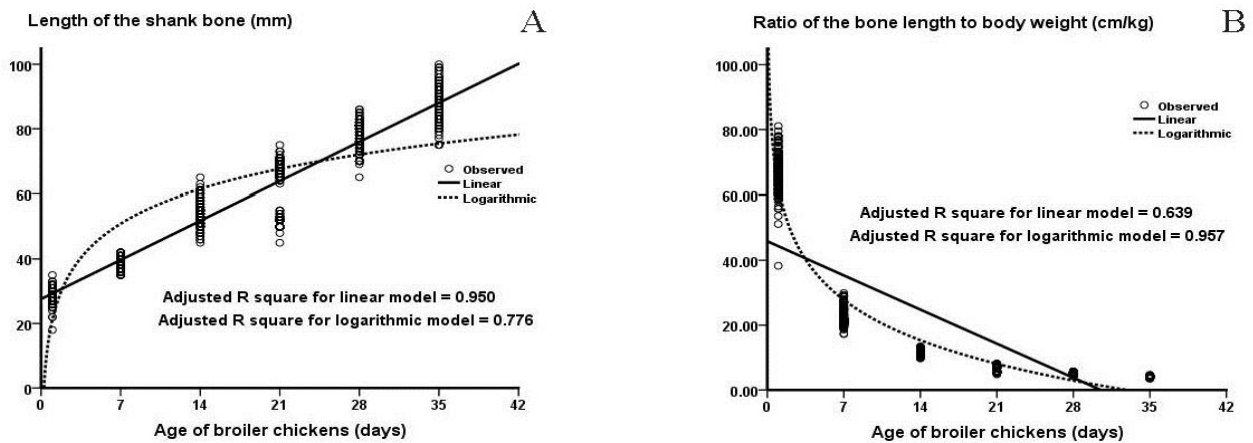 Length of the shank bone (mm)
A
100
80
60
40
20
0
Observed
Linear
Logarithmic
Adjusted R square for linear model = 0.950
Adjusted R square for logarithmic model = 0.776
0 7 14 21 28 35 42
Age of broiler chickens (days)
Ratio of the bone length to body weight (cm/kg)
B
100.00
80.00
60.00
40.00
20.00
0.00
Observed
Linear
Logarithmic
Adjusted R square for linear model = 0.639
Adjusted R square for logarithmic model = 0.957
0 7 14 21 28 35 42
Age of broiler chickens (days)